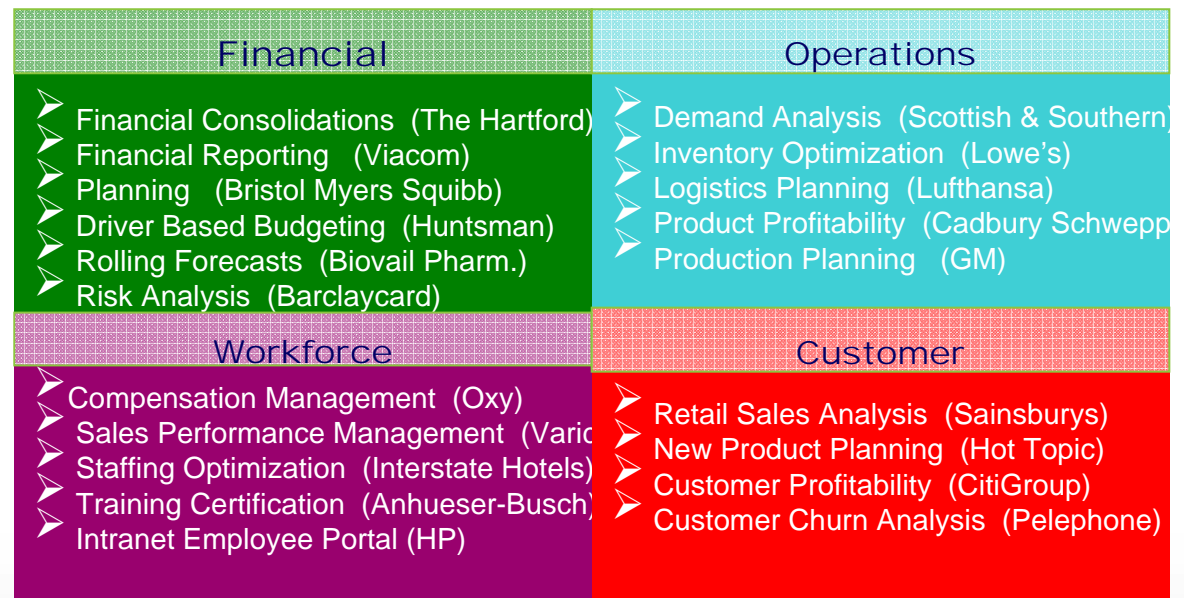 Financial
Financial Consolidations (The Hartford)
Financial Reporting (Viacom)
Planning (Bristol Myers Squibb)
Driver Based Budgeting (Huntsman)
Rolling Forecasts (Biovail Pharm.)
Risk Analysis (Barclaycard)
Operations
Demand Analysis (Scottish & Southern)
Inventory Optimization (Lowe's)
Logistics Planning (Lufthansa)
Product Profitability (Cadbury Schwepp
Production Planning (GM)
Workforce
Compensation Management (Oxy)
Sales Performance Management (Vario
Staffing Optimization (Interstate Hotels)
Training Certification (Anhueser-Busch)
Intranet Employee Portal (HP)
Customer
Retail Sales Analysis (Sainsburys)
New Product Planning (Hot Topic)
Customer Profitability (CitiGroup)
Customer Churn Analysis (Pelephone)